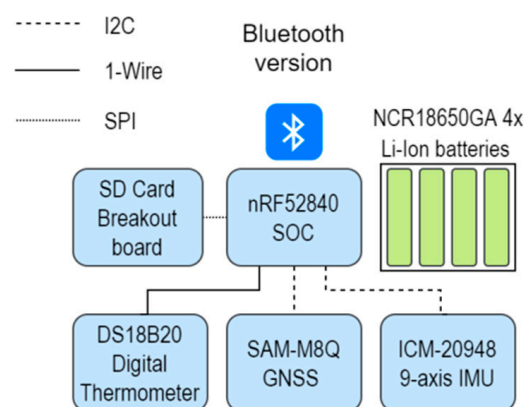 I2C
1-Wire
SPI
Bluetooth
version
NCR18650GA 4x
Li-Ion batteries
SD Card
Breakout
board
nRF52840
SOC
DS18B20
Digital
Thermometer
SAM-M8Q
GNSS
ICM-20948
9-axis IMU